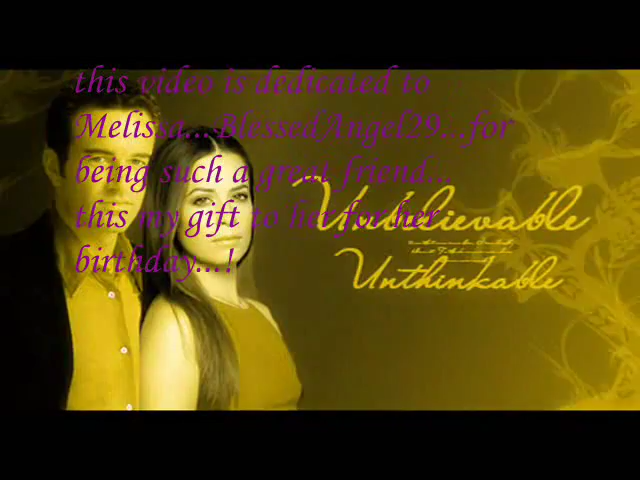 this video is dedicated to
Melissa...BlessedAngel29...for
being such a great friend...
this my gift to her for her
birthday...!
Unbelievable
Unthinkable